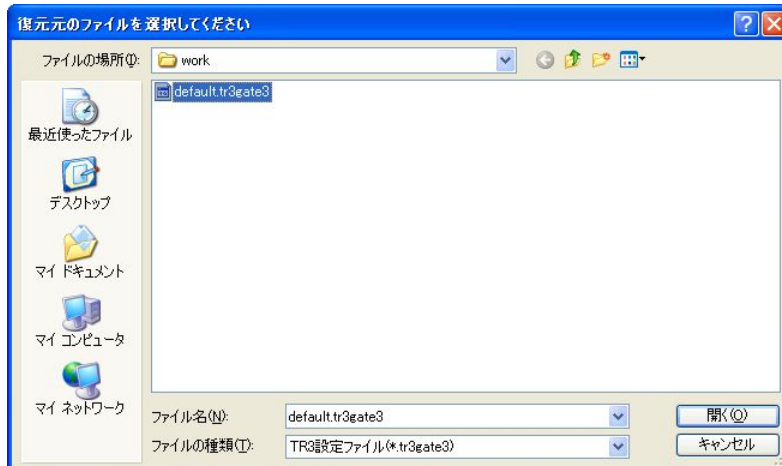 復元元のファイルを選択してください
ファイルの場所(I): work
default.tr3gate3
最近使ったファイル
デスクトップ
マイ ドキュメント
マイ コンピュータ
マイ ネットワーク
ファイル名(N): default.tr3gate3 開く(O)
ファイルの種類(T): TR3設定ファイル(*.tr3gate3) キャンセル